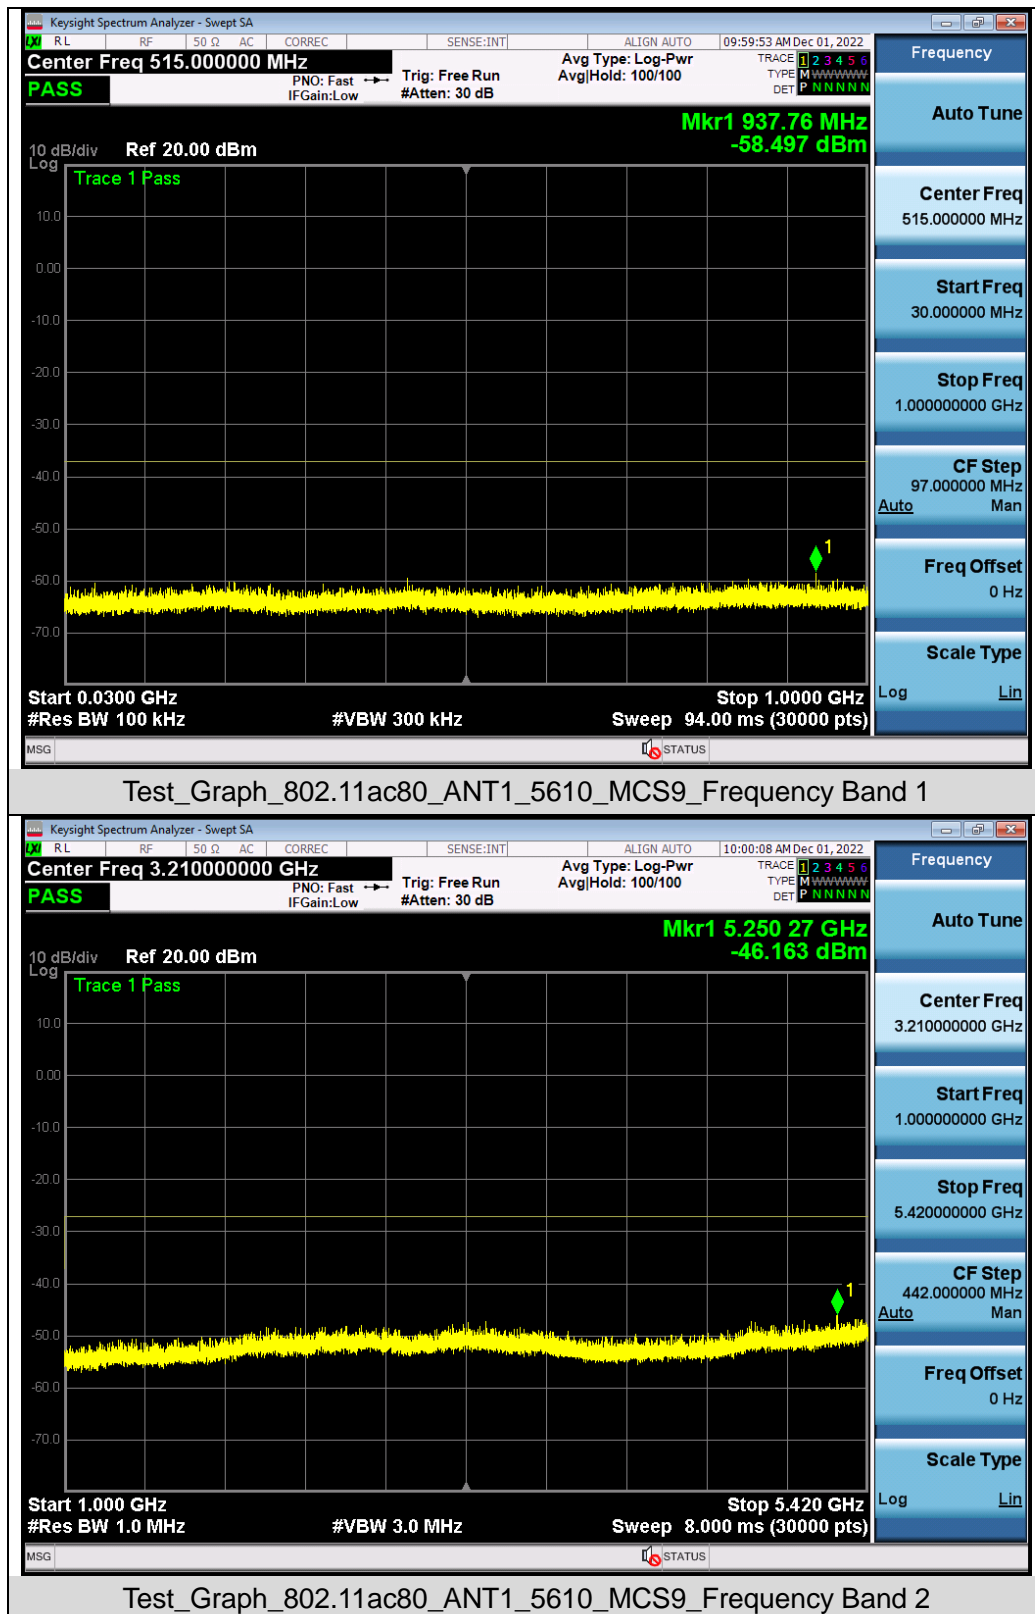 Keysight Spectrum Analyzer - Swept SA
LXI RL RF 50 Ω AC CORREC SENSE:INT ALIGN AUTO 09:59:53 AM Dec 01, 2022
Center Freq 515.000000 MHz
PASS
PNO: Fast
IFGain:Low
Trig: Free Run
#Atten: 30 dB
Avg Type: Log-Pwr
Avg|Hold: 100/100
TRACE 1 2 3 4 5 6
TYPE M WWWWW
DET P N N N N N
Mkr1 937.76 MHz
-58.497 dBm
10 dB/div Ref 20.00 dBm
Log
Trace 1 Pass
10.0
0.00
-10.0
-20.0
-30.0
-40.0
-50.0
-60.0
-70.0
1
Start 0.0300 GHz Stop 1.0000 GHz
#Res BW 100 kHz #VBW 300 kHz Sweep 94.00 ms (30000 pts)
MSG STATUS
Frequency
Auto Tune
Center Freq
515.000000 MHz
Start Freq
30.000000 MHz
Stop Freq
1.000000000 GHz
CF Step
97.000000 MHz
Auto Man
Freq Offset
0 Hz
Scale Type
Log Lin
Test_Graph_802.11ac80_ANT1_5610_MCS9_Frequency Band 1
Keysight Spectrum Analyzer - Swept SA
LXI RL RF 50 Ω AC CORREC SENSE:INT ALIGN AUTO 10:00:08 AM Dec 01, 2022
Center Freq 3.210000000 GHz
PASS
PNO: Fast
IFGain:Low
Trig: Free Run
#Atten: 30 dB
Avg Type: Log-Pwr
Avg|Hold: 100/100
TRACE 1 2 3 4 5 6
TYPE M WWWWW
DET P N N N N N
Mkr1 5.250 27 GHz
-46.163 dBm
10 dB/div Ref 20.00 dBm
Log
Trace 1 Pass
10.0
0.00
-10.0
-20.0
-30.0
-40.0
-50.0
-60.0
-70.0
1
Start 1.000 GHz Stop 5.420 GHz
#Res BW 1.0 MHz #VBW 3.0 MHz Sweep 8.000 ms (30000 pts)
MSG STATUS
Frequency
Auto Tune
Center Freq
3.210000000 GHz
Start Freq
1.000000000 GHz
Stop Freq
5.420000000 GHz
CF Step
442.000000 MHz
Auto Man
Freq Offset
0 Hz
Scale Type
Log Lin
Test_Graph_802.11ac80_ANT1_5610_MCS9_Frequency Band 2